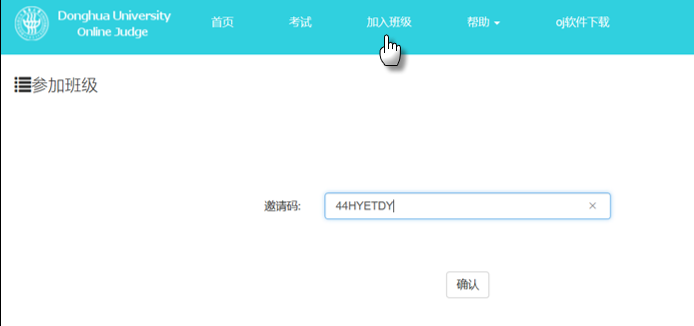 Donghua University
Online Judge
首页
考试
加入班级
帮助
oj软件下载
参加班级
邀请码:
44HYETDY
确认